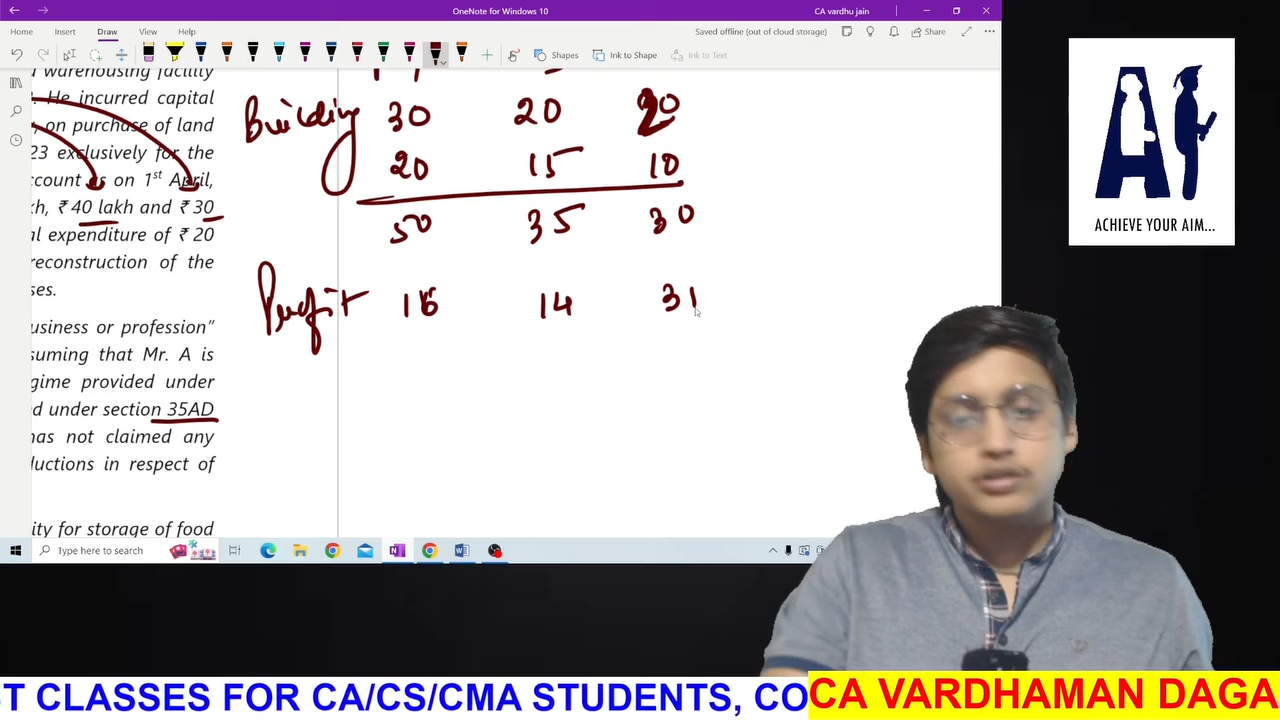 OneNote for Windows 10
CA vardhu jain
Home Insert Draw View Help
Saved offline (out of cloud storage)
Share
Shapes
Ink to Shape
Ink to Text
d warehousing facility
. He incurred capital
, on purchase of land
23 exclusively for the
ccount as on 1st April,
kh, ₹ 40 lakh and ₹ 30
al expenditure of ₹ 20
reconstruction of the
ses.
usiness or profession”
suming that Mr. A is
gime provided under
d under section 35AD
has not claimed any
ductions in respect of
ity for storage of food
Building 30 20 20
20 15 10
50 35 30
Profit 16 14 31
AI
ACHIEVE YOUR AIM...
Type here to search
ST CLASSES FOR CA/CS/CMA STUDENTS, CO
CA VARDHAMAN DAGA